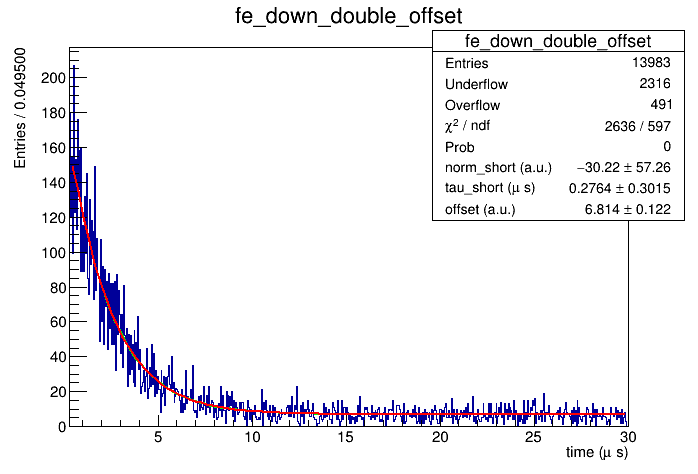 fe_down_double_offset
fe_down_double_offset
Entries 13983
Underflow 2316
Overflow 491
χ² / ndf 2636 / 597
Prob 0
norm_short (a.u.) −30.22 ± 57.26
tau_short (μ s) 0.2764 ± 0.3015
offset (a.u.) 6.814 ± 0.122
Entries / 0.049500
200
180
160
140
120
100
80
60
40
20
0
5 10 15 20 25 30
time (μ s)